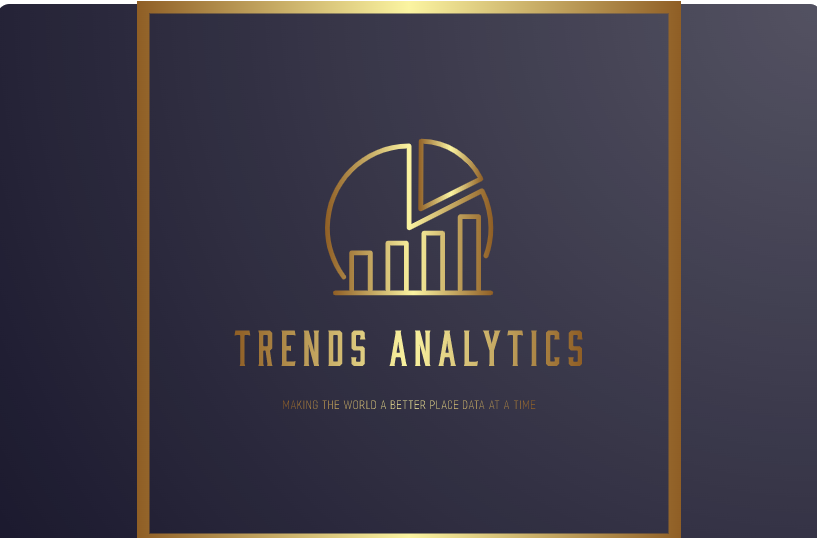 TRENDS ANALYTICS
MAKING THE WORLD A BETTER PLACE DATA AT A TIME